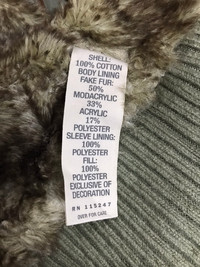 SHELL:
100% COTTON
BODY LINING
FAKE FUR:
50%
MODACRYLIC
33%
ACRYLIC
17%
POLYESTER
SLEEVE LINING:
100%
POLYESTER
FILL:
100%
POLYESTER
EXCLUSIVE OF
DECORATION
RN 115247
OVER FOR CARE